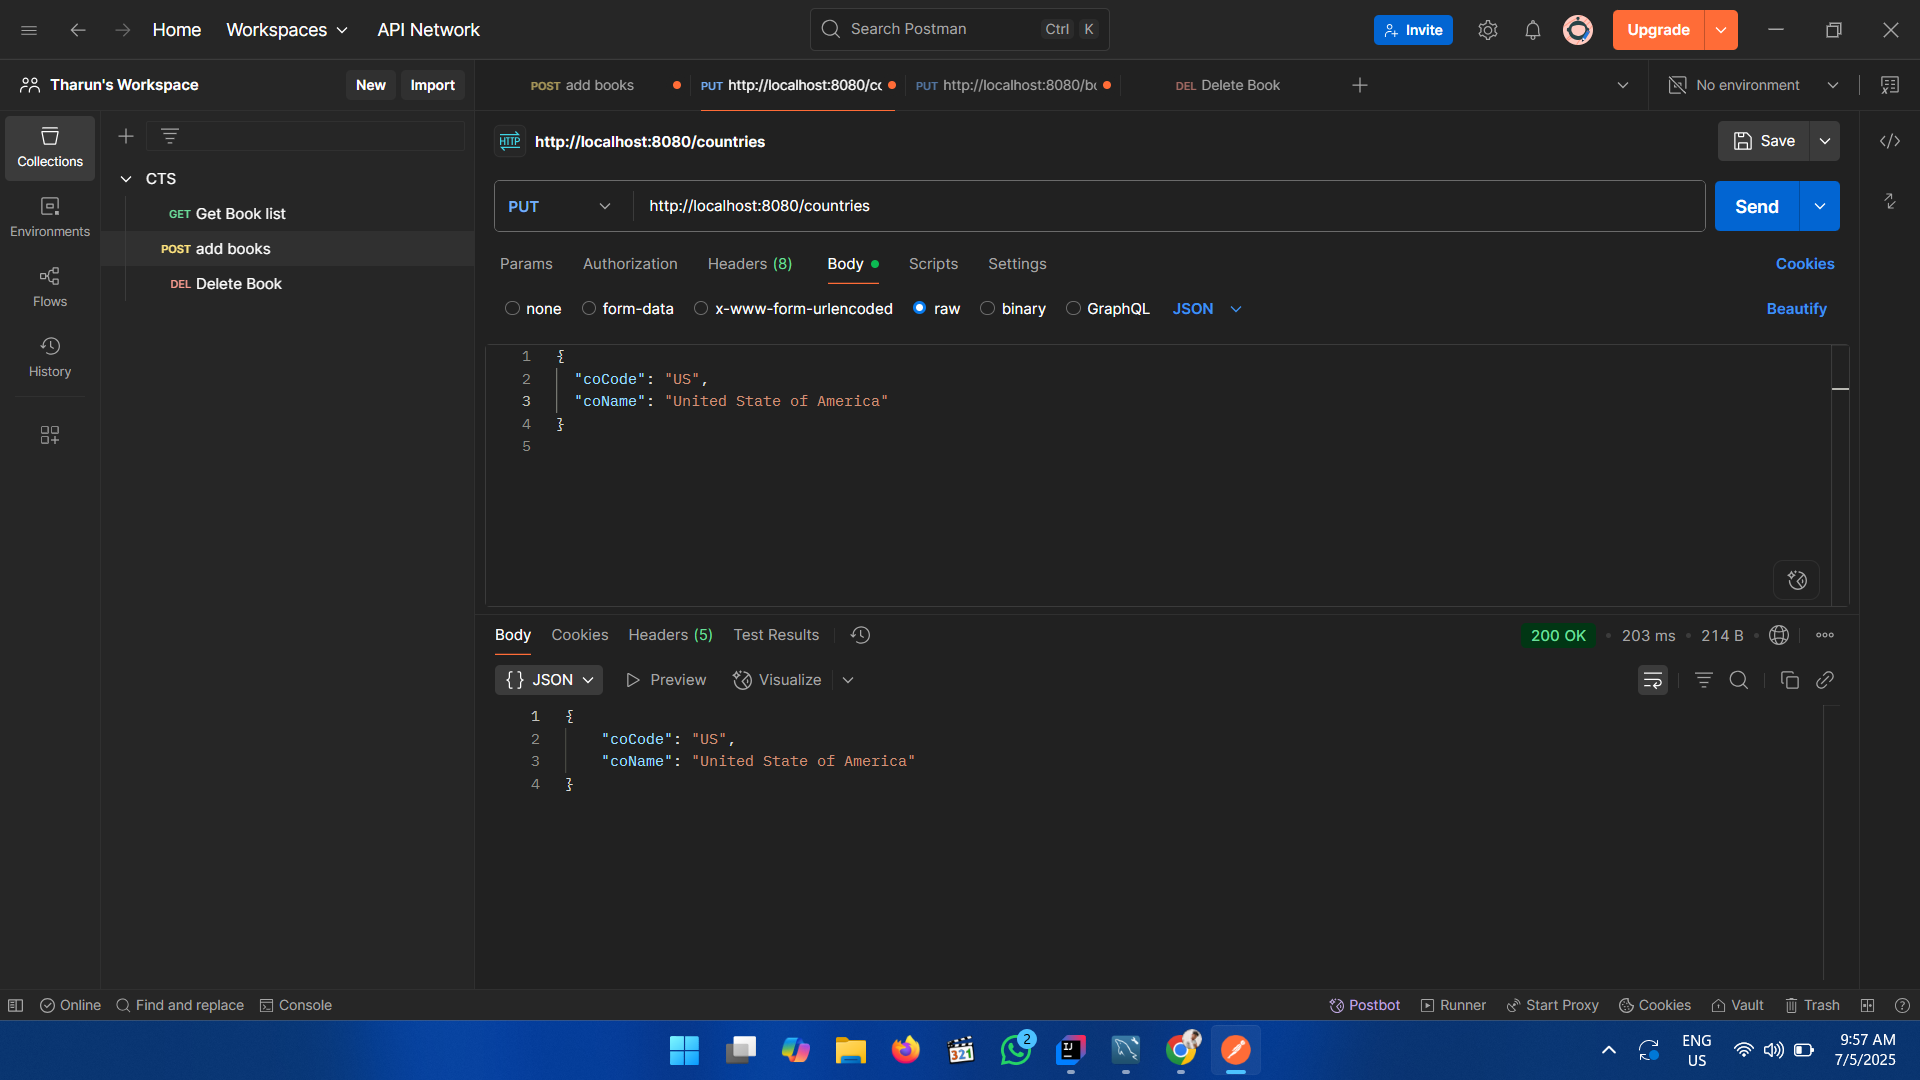 Home Workspaces API Network Search Postman Ctrl K Invite Upgrade
Tharun's Workspace New Import POST add books PUT http://localhost:8080/co PUT http://localhost:8080/bo DEL Delete Book No environment
Collections
Environments
Flows
History
CTS
GET Get Book list
POST add books
DEL Delete Book
HTTP http://localhost:8080/countries Save
PUT http://localhost:8080/countries Send
Params Authorization Headers (8) Body Scripts Settings Cookies
none form-data x-www-form-urlencoded raw binary GraphQL JSON Beautify
1 {
2 "coCode": "US",
3 "coName": "United State of America"
4 }
5
Body Cookies Headers (5) Test Results 200 OK 203 ms 214 B
{} JSON Preview Visualize
1 {
2 "coCode": "US",
3 "coName": "United State of America"
4 }
Online Find and replace Console Postbot Runner Start Proxy Cookies Vault Trash
321 2 IJ ENG
US 9:57 AM
7/5/2025